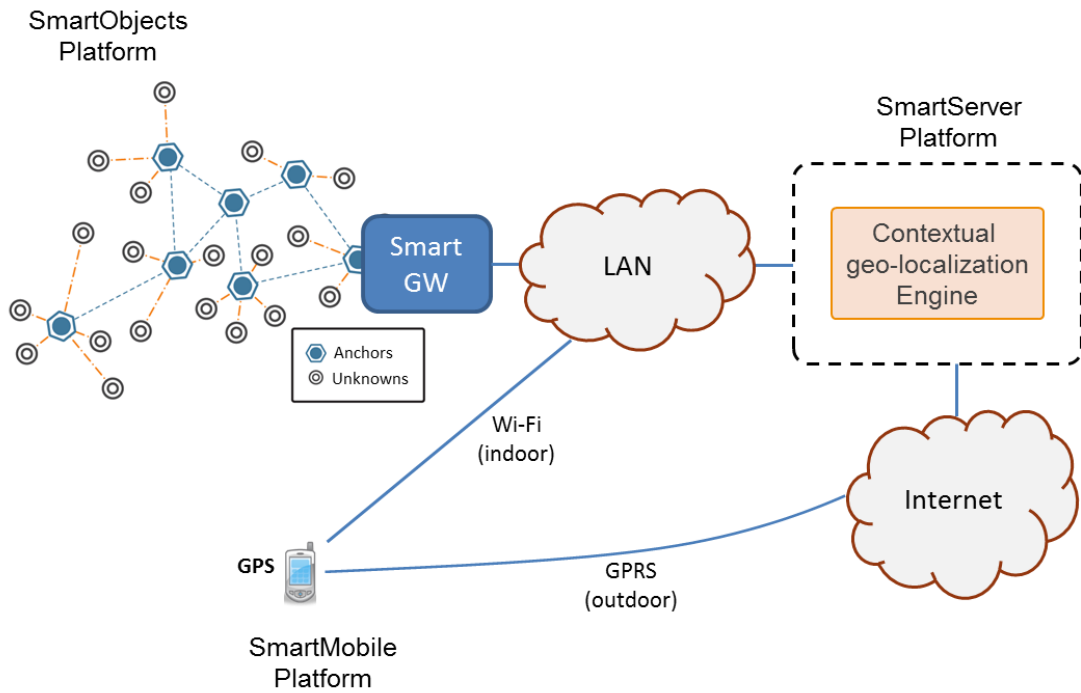 SmartObjects
Platform
SmartServer
Platform
Smart
GW
LAN
Contextual
geo-localization
Engine
Anchors
Unknowns
Wi-Fi
(indoor)
Internet
GPS
GPRS
(outdoor)
SmartMobile
Platform